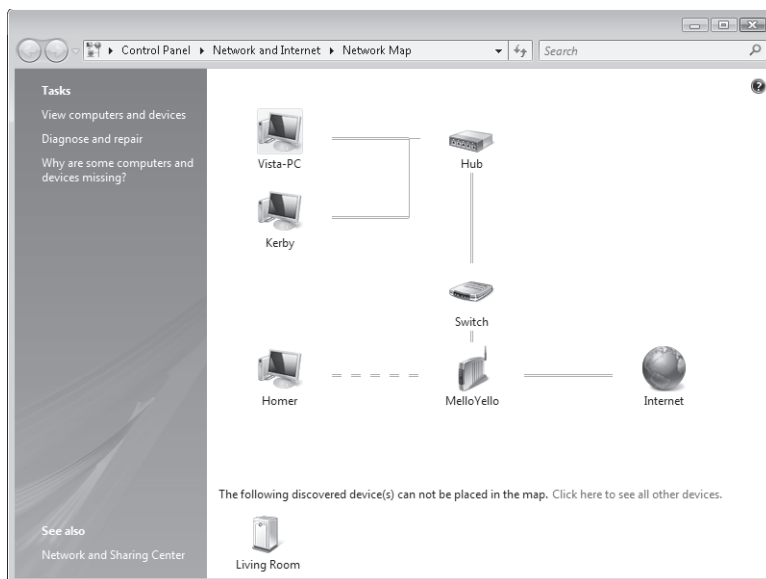 Control Panel ▸ Network and Internet ▸ Network Map
Search
Tasks
View computers and devices
Diagnose and repair
Why are some computers and
devices missing?
Vista-PC
Hub
Kerby
Switch
Homer
MelloYello
Internet
The following discovered device(s) can not be placed in the map. Click here to see all other devices.
Living Room
See also
Network and Sharing Center